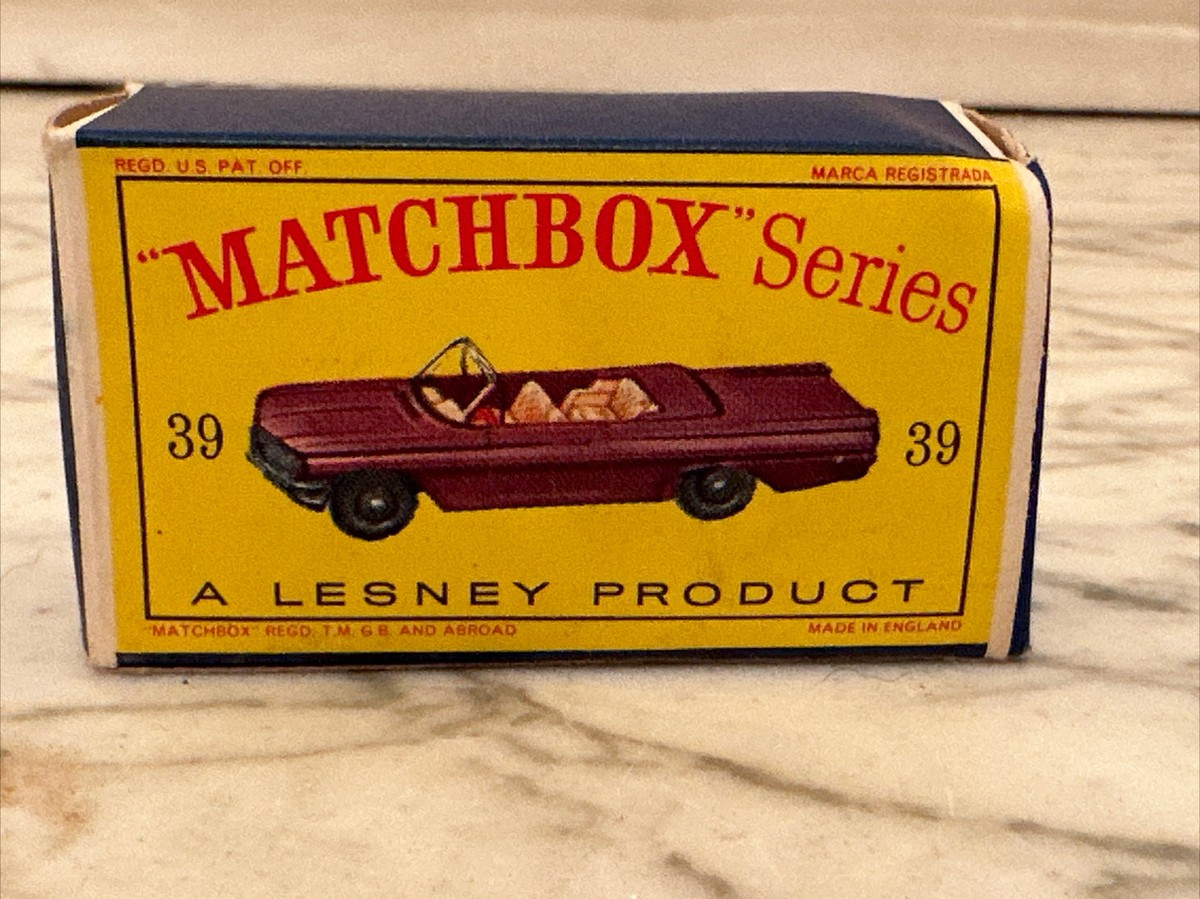 REGD. U.S. PAT. OFF. MARCA REGISTRADA
"MATCHBOX" Series
39 39
A LESNEY PRODUCT
"MATCHBOX" REGD. T.M. G.B. AND ABROAD MADE IN ENGLAND